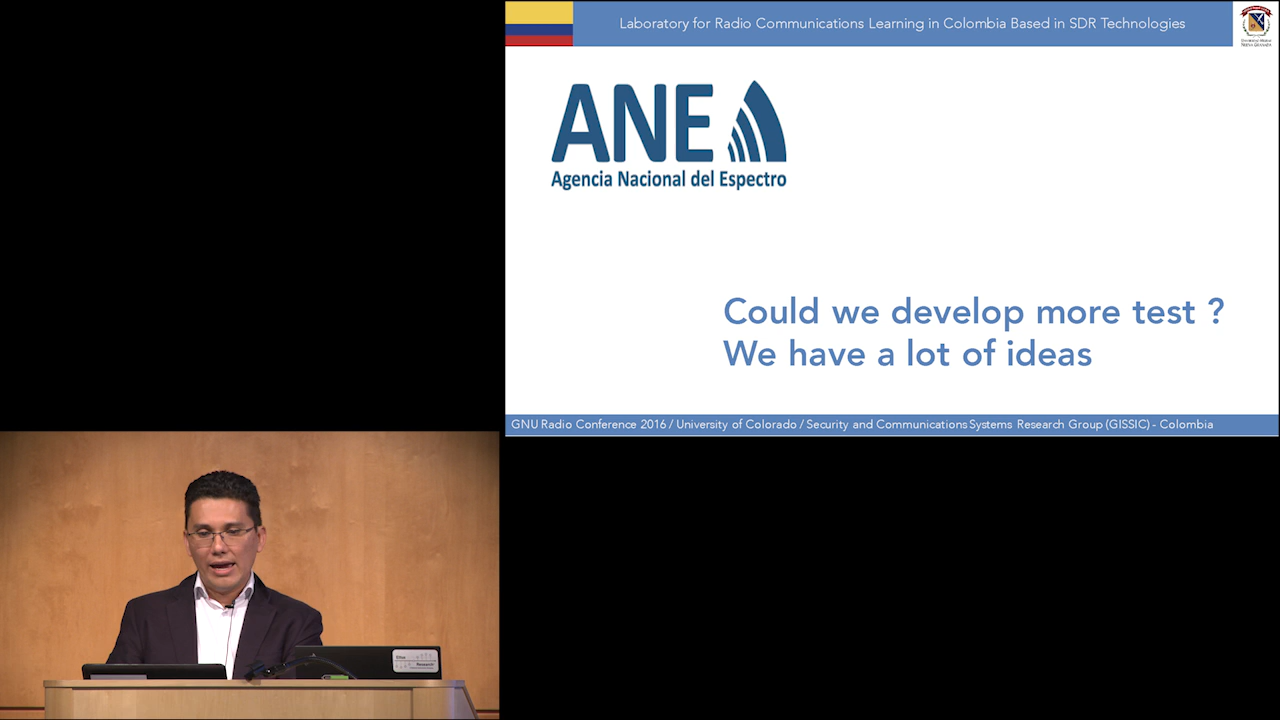 Laboratory for Radio Communications Learning in Colombia Based in SDR Technologies
ANE
Agencia Nacional del Espectro
Could we develop more test ?
We have a lot of ideas
GNU Radio Conference 2016 / University of Colorado / Security and Communications Systems Research Group (GISSIC) - Colombia
Ettus
Research